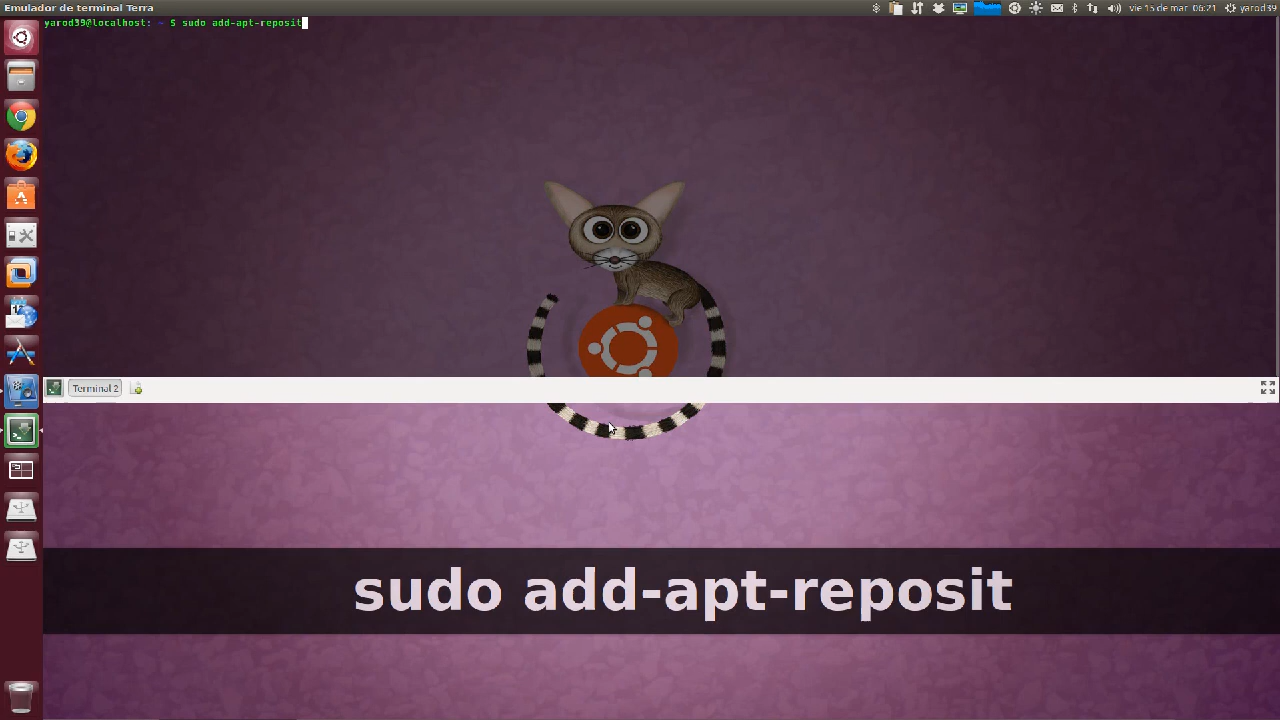 Emulador de terminal Terra
vie 15 de mar 06:21
yarod39
yarod39@localhost: ~ $ sudo add-apt-reposit
Terminal 2
sudo add-apt-reposit